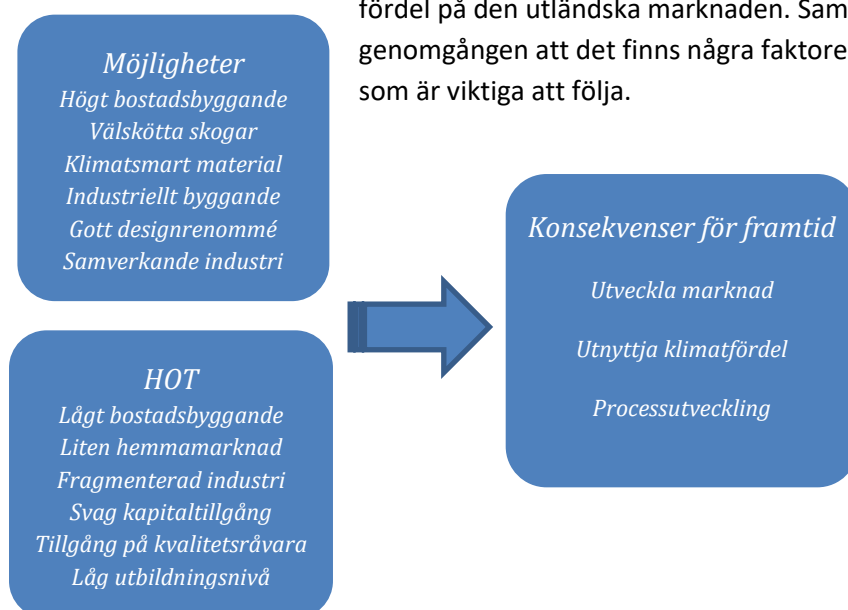 fördel på den utländska marknaden. Sam
genomgången att det finns några faktore
som är viktiga att följa.
Möjligheter
Högt bostadsbyggande
Välskötta skogar
Klimatsmart material
Industriellt byggande
Gott designrenommé
Samverkande industri
HOT
Lågt bostadsbyggande
Liten hemmamarknad
Fragmenterad industri
Svag kapitaltillgång
Tillgång på kvalitetsråvara
Låg utbildningsnivå
Konsekvenser för framtid
Utveckla marknad
Utnyttja klimatfördel
Processutveckling